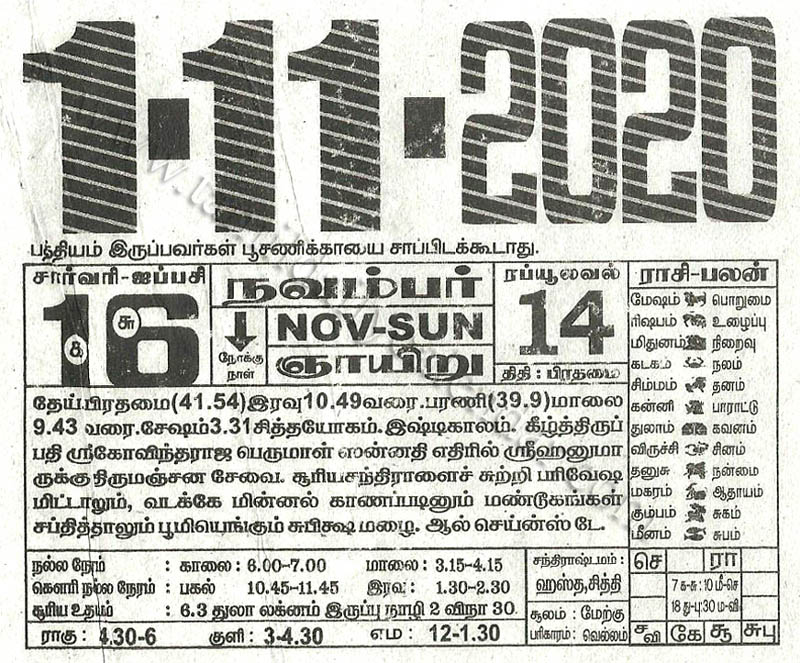 1-11-2020
பத்தியம் இருப்பவர்கள் பூசணிக்காயை சாப்பிடக்கூடாது.
சார்வரி-ஐப்பசி
16
நவம்பர்
நோக்கு நாள்
NOV-SUN
ஞாயிறு
ரப்யூலவல்
14
திதி : பிரதமை
தேய்.பிரதமை(41.54)இரவு10.49வரை.பரணி(39.9)மாலை
9.43 வரை.சேஷம்3.31சித்தயோகம்.இஷ்டிகாலம். கீழ்த்திருப்
பதி ஸ்ரீகோவிந்தராஜ பெருமாள் ஸன்னதி எதிரில் ஸ்ரீஹனுமா
ருக்கு திருமஞ்சன சேவை. சூரியசந்திராளைச் சுற்றி பரிவேஷ
மிட்டாலும், வடக்கே மின்னல் காணப்படினும் மண்டூகங்கள்
சப்தித்தாலும் பூமியெங்கும் சுபிக்ஷ மழை. ஆல் செய்ன்ஸ் டே.
ராசி-பலன்
மேஷம் பொறுமை
ரிஷபம் உழைப்பு
மிதுனம் நிறைவு
கடகம் நலம்
சிம்மம் தனம்
கன்னி பாராட்டு
துலாம் கவனம்
விருச்சி சினம்
தனுசு நன்மை
மகரம் ஆதாயம்
கும்பம் சுகம்
மீனம் சுபம்
நல்ல நேரம் : காலை: 6.00-7.00 மாலை: 3.15-4.15
கௌரி நல்ல நேரம் : பகல் 10.45-11.45 இரவு: 1.30-2.30
சூரிய உதயம் : 6.3 துலா லக்னம் இருப்பு நாழி 2 விநா 30
ராகு : 4.30-6 குளி : 3-4.30 எம : 12-1.30
சந்திராஷ்டமம் :
ஹஸ்த,சித்தி
சூலம் : மேற்கு
பரிகாரம் : வெல்லம்
செ ரா
7 க-சு:10 மீ-செ
18 து-பு:30 ம-வி
ச வி கே சூ சுபு